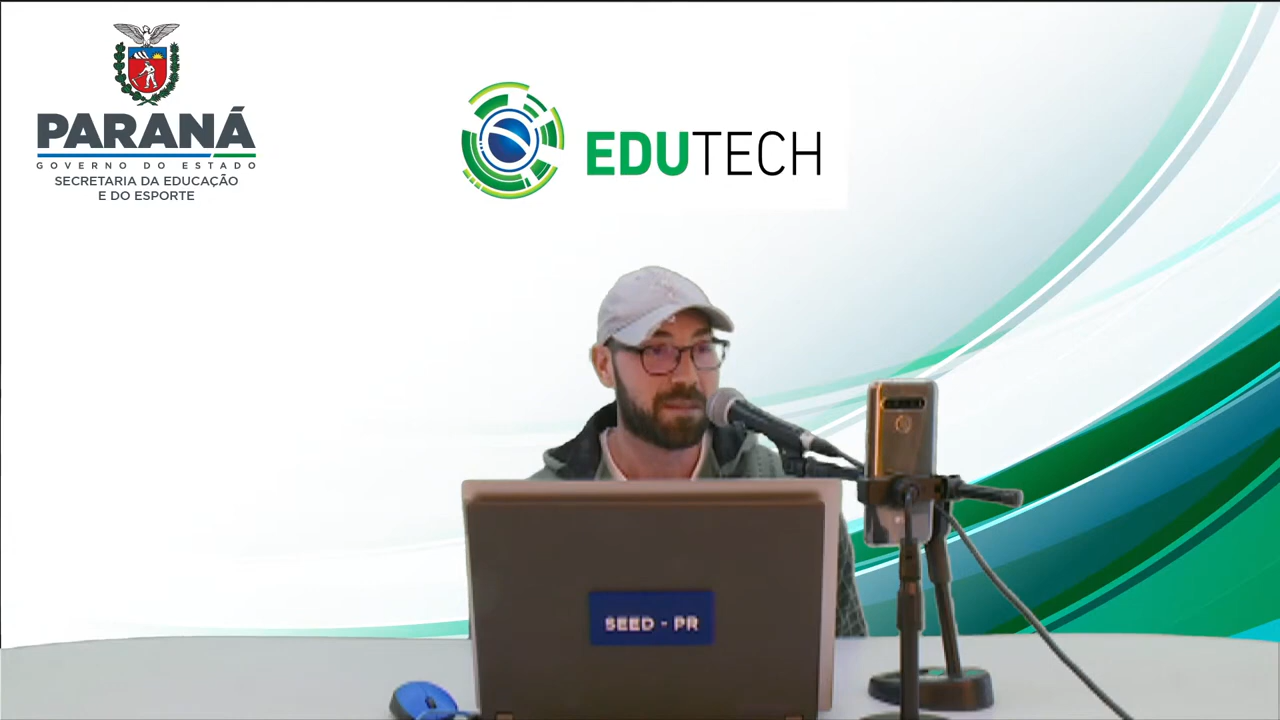 PARANÁ
GOVERNO DO ESTADO
SECRETARIA DA EDUCAÇÃO
E DO ESPORTE
EDUTECH
SEED - PR